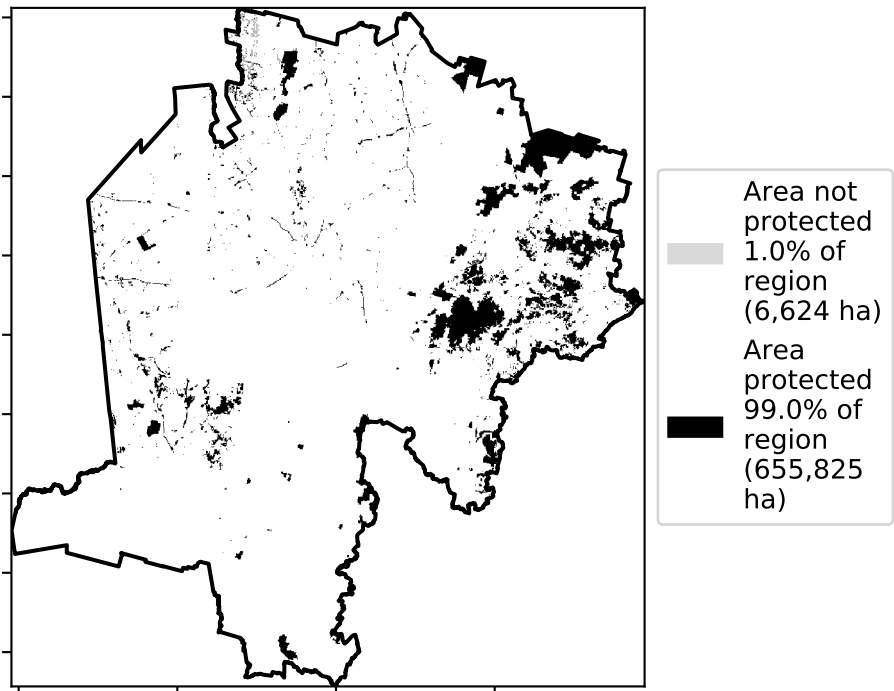 Area not
protected
1.0% of
region
(6,624 ha)
Area
protected
99.0% of
region
(655,825
ha)